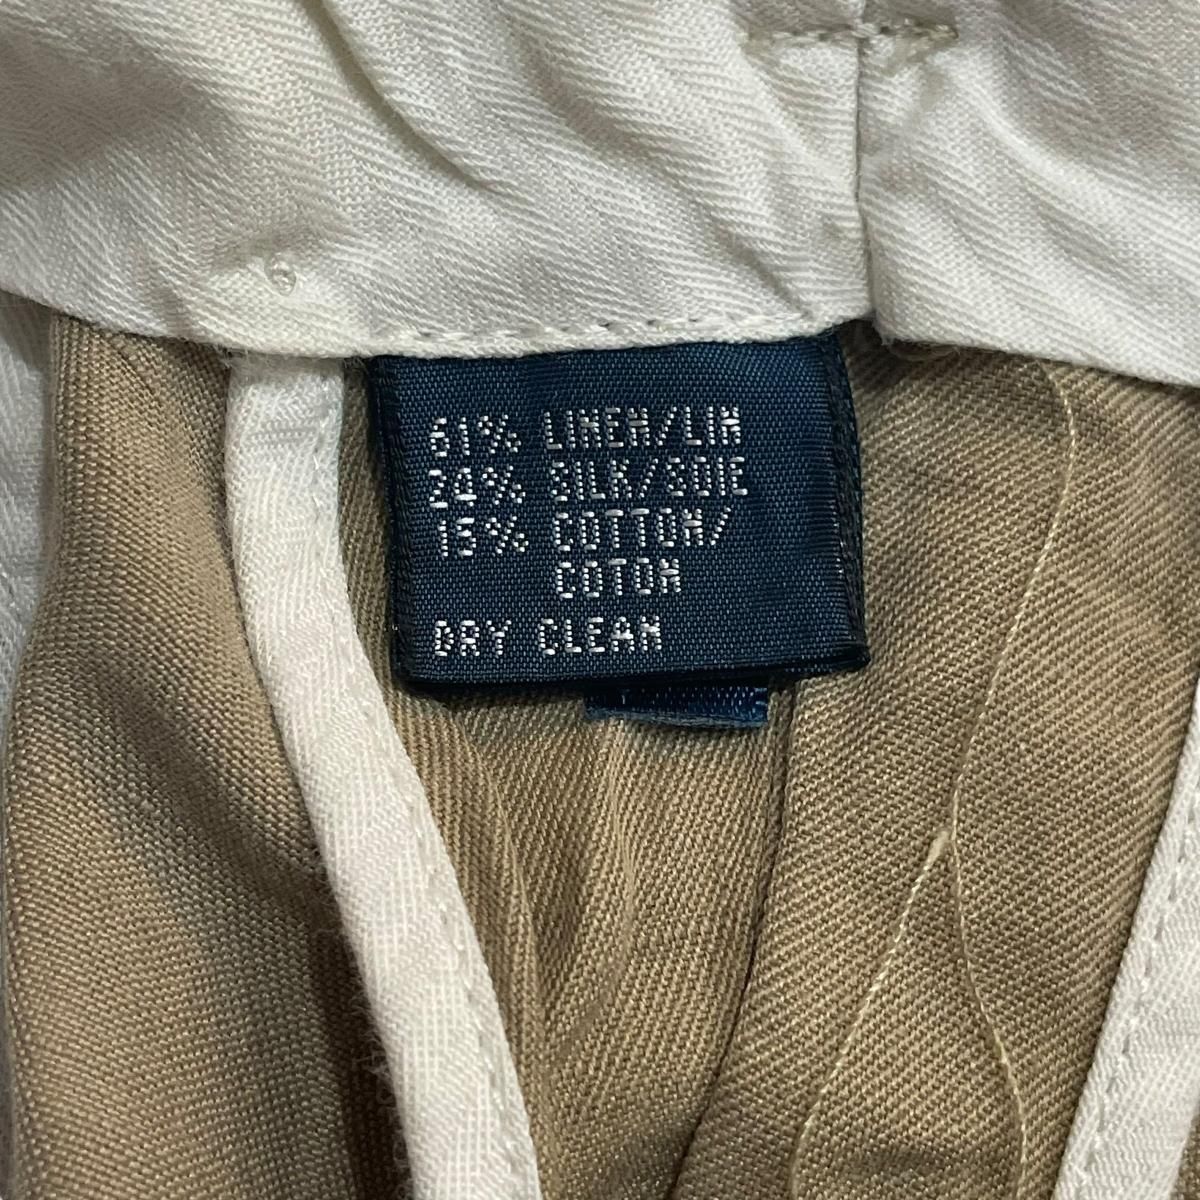 61% LINEN/LIN
24% SILK/SOIE
15% COTTON/
COTON
DRY CLEAN